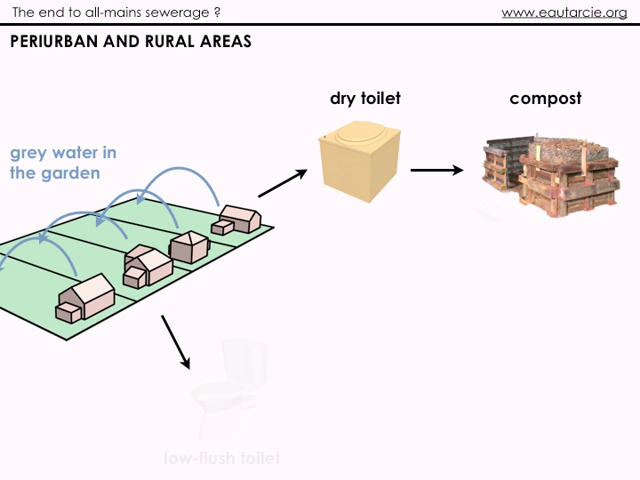 The end to all-mains sewerage ?
www.eautarcie.org
PERIURBAN AND RURAL AREAS
dry toilet
compost
grey water in
the garden
low-flush toilet